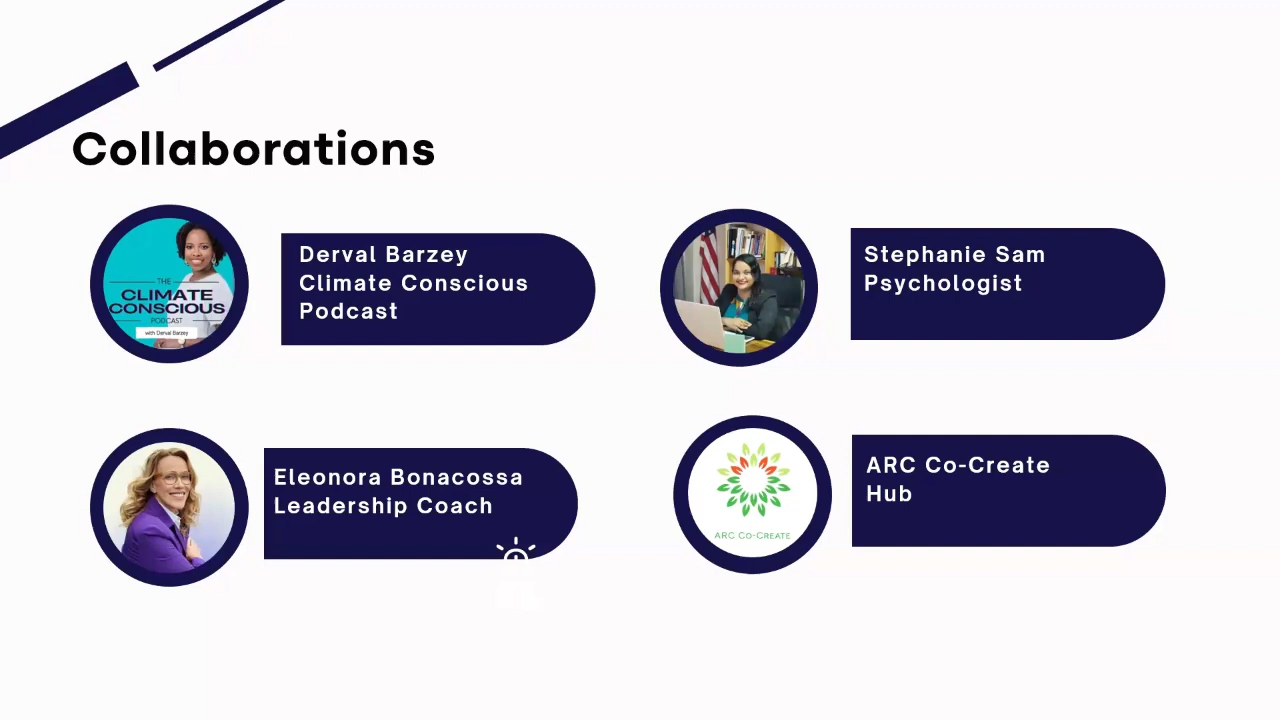 Collaborations
THE
CLIMATE
CONSCIOUS
PODCAST
with Derval Barzey
Derval Barzey
Climate Conscious
Podcast
Stephanie Sam
Psychologist
Eleonora Bonacossa
Leadership Coach
ARC CO-CREATE
ARC Co-Create
Hub